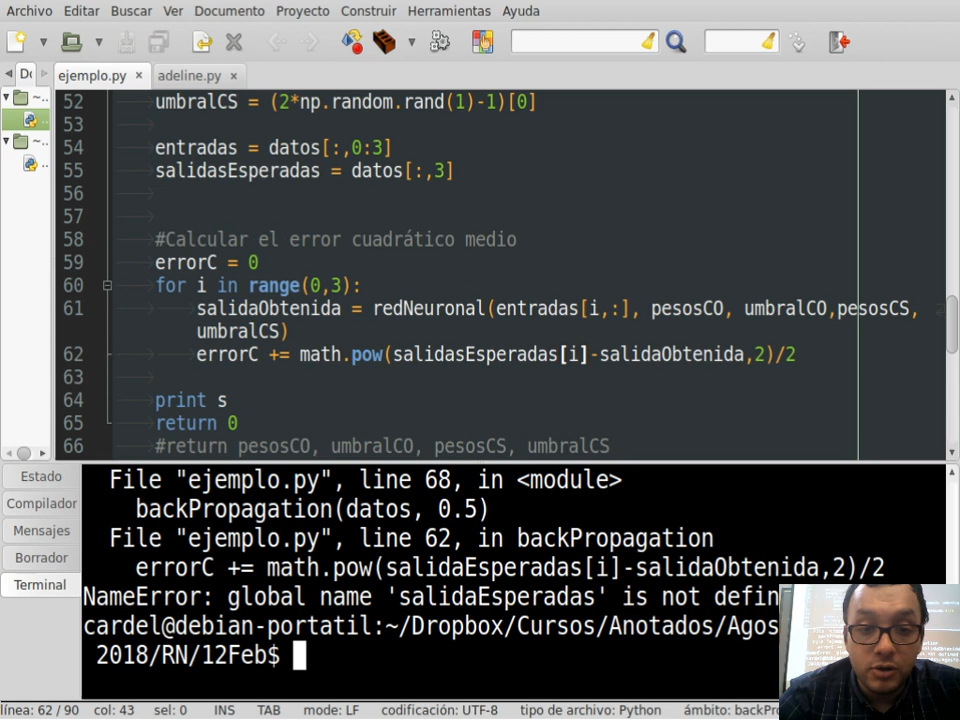 Archivo Editar Buscar Ver Documento Proyecto Construir Herramientas Ayuda
ejemplo.py × adeline.py ×
52 umbralCS = (2*np.random.rand(1)-1)[0]
53
54 entradas = datos[:,0:3]
55 salidasEsperadas = datos[:,3]
56
57
58 #Calcular el error cuadrático medio
59 errorC = 0
60 for i in range(0,3):
61 salidaObtenida = redNeuronal(entradas[i,:], pesosCO, umbralCO,pesosCS,
umbralCS)
62 errorC += math.pow(salidasEsperadas[i]-salidaObtenida,2)/2
63
64 print s
65 return 0
66 #return pesosCO, umbralCO, pesosCS, umbralCS
Estado
Compilador
Mensajes
Borrador
Terminal
File "ejemplo.py", line 68, in <module>
backPropagation(datos, 0.5)
File "ejemplo.py", line 62, in backPropagation
errorC += math.pow(salidaEsperadas[i]-salidaObtenida,2)/2
NameError: global name 'salidaEsperadas' is not defin
cardel@debian-portatil:~/Dropbox/Cursos/Anotados/Agos
2018/RN/12Feb$
línea: 62 / 90 col: 43 sel: 0 INS TAB mode: LF codificación: UTF-8 tipo de archivo: Python ámbito: backPro